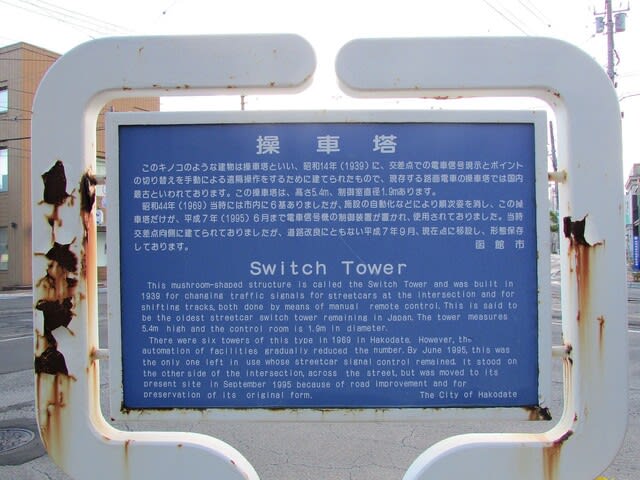 操車塔
このキノコのような建物は操車塔といい、昭和14年(1939)に、交差点での電車信号現示とポイント
の切り替えを手動による遠隔操作をするために建てられたもので、現存する路面電車の操車塔では国内
最古といわれております。この操車塔は、高さ5.4m、制御室直径1.9mあります。
昭和44年(1969)当時には市内に6基ありましたが、施設の自動化などにより順次姿を消し、この操
車塔だけが、平成7年(1995)6月まで電車信号機の制御装置が置かれ、使用されておりました。当時
交差点向側に建てられておりましたが、道路改良にともない平成7年9月、現在点に移設し、形態保存
しております。
函館市
Switch Tower
This mushroom-shaped structure is called the Switch Tower and was built in
1939 for changing traffic signals for streetcars at the intersection and for
shifting tracks, both done by means of manual remote control. This is said to
be the oldest streetcar switch tower remaining in Japan. The tower measures
5.4m high and the control room is 1.9m in diameter.
There were six towers of this type in 1969 in Hakodate. However, the
automation of facilities gradually reduced the number. By June 1995, this was
the only one left in use whose streetcar signal control remained. It stood on
the other side of the intersection, across the street, but was moved to its
present site in September 1995 because of road improvement and for
preservation of its original form.
The City of Hakodate